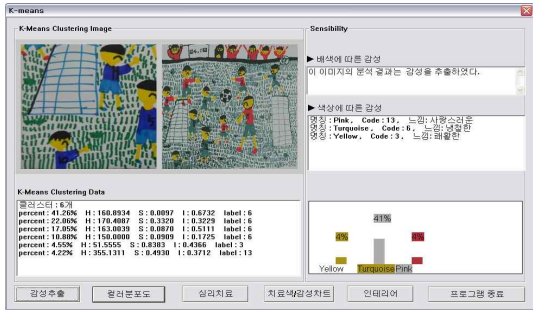 K-means
K-Means Clustering Image
Sensibility
▶ 배색에 따른 감성
이 이미지의 분석 결과는 감성을 추출하였다.
▶ 색상에 따른 감성
명칭 : Pink, Code : 13, 느낌: 사랑스러운
명칭 : Turquoise, Code : 6, 느낌: 냉철한
명칭 : Yellow, Code : 3, 느낌: 쾌활한
K-Means Clustering Data
클러스터 : 6개
percent : 41.26% H : 160.8934 S : 0.0097 I : 0.6732 label : 6
percent : 22.06% H : 170.4087 S : 0.3320 I : 0.3229 label : 6
percent : 17.05% H : 163.0039 S : 0.0870 I : 0.5111 label : 6
percent : 10.88% H : 150.0000 S : 0.0909 I : 0.1725 label : 6
percent : 4.55% H : 51.5555 S : 0.8383 I : 0.4366 label : 3
percent : 4.22% H : 355.1311 S : 0.4930 I : 0.3712 label : 13
41%
4% 4%
Yellow Turquoise Pink
감성추출 컬러분포도 심리치료 치료색/감성차트 인테리어 프로그램 종료